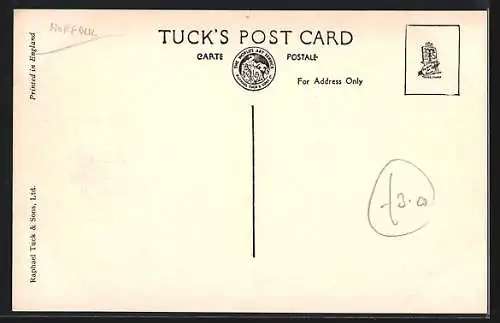 NORFOLK
TUCK'S POST CARD
CARTE POSTALE
For Address Only
Printed in England
Raphael Tuck & Sons, Ltd.